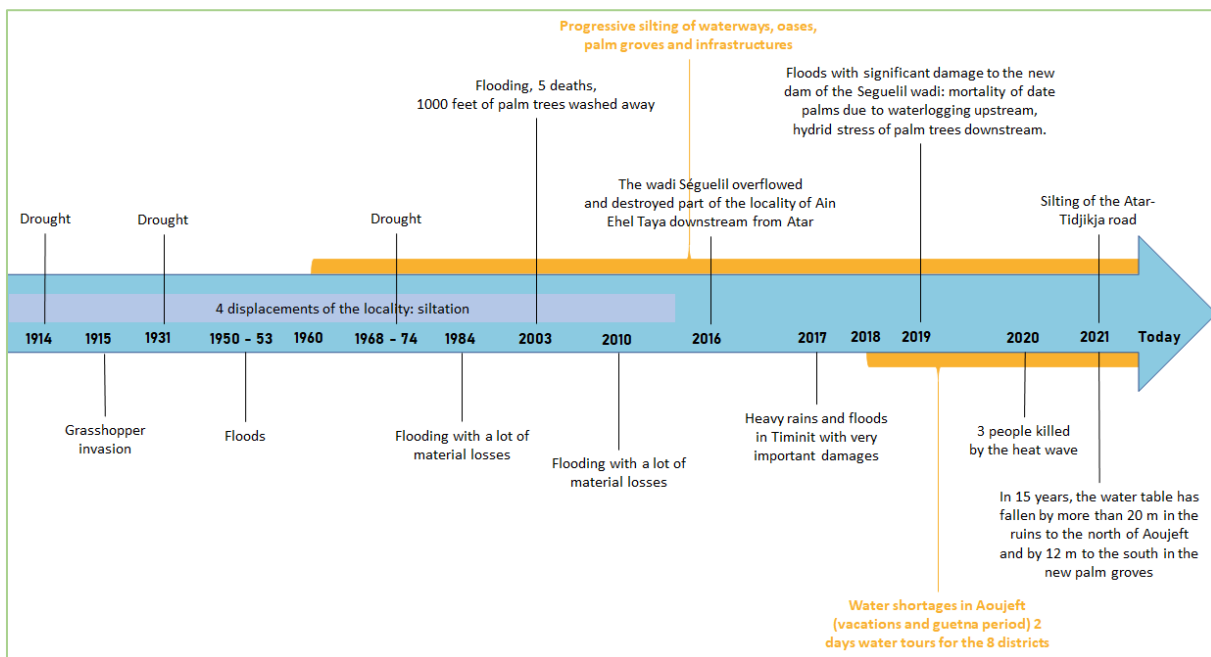 Progressive silting of waterways, oases,
palm groves and infrastructures
Flooding, 5 deaths,
1000 feet of palm trees washed away
Floods with significant damage to the new
dam of the Seguelil wadi: mortality of date
palms due to waterlogging upstream,
hydrid stress of palm trees downstream.
The wadi Séguelil overflowed
and destroyed part of the locality of Ain
Ehel Taya downstream from Atar
Drought
Drought
Drought
Silting of the Atar-
Tidjikja road
4 displacements of the locality: siltation
1914 1915 1931 1950 – 53 1960 1968 – 74 1984 2003 2010 2016 2017 2018 2019 2020 2021 Today
Grasshopper
invasion
Floods
Flooding with a lot of
material losses
Flooding with a lot of
material losses
Heavy rains and floods
in Timinit with very
important damages
3 people killed
by the heat wave
In 15 years, the water table has
fallen by more than 20 m in the
ruins to the north of Aoujeft
and by 12 m to the south in the
new palm groves
Water shortages in Aoujeft
(vacations and guetna period) 2
days water tours for the 8 districts